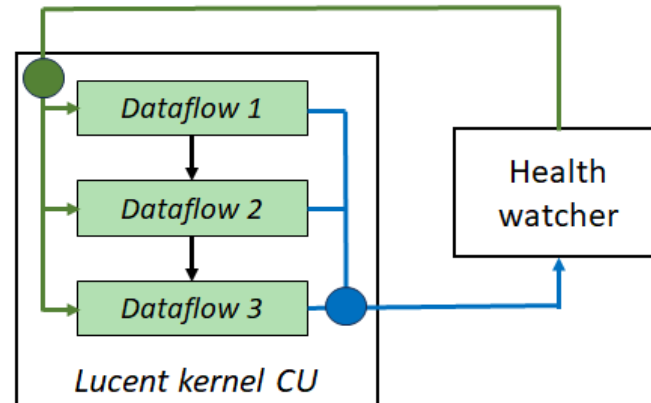 Dataflow 1
Dataflow 2
Dataflow 3
Lucent kernel CU
Health
watcher